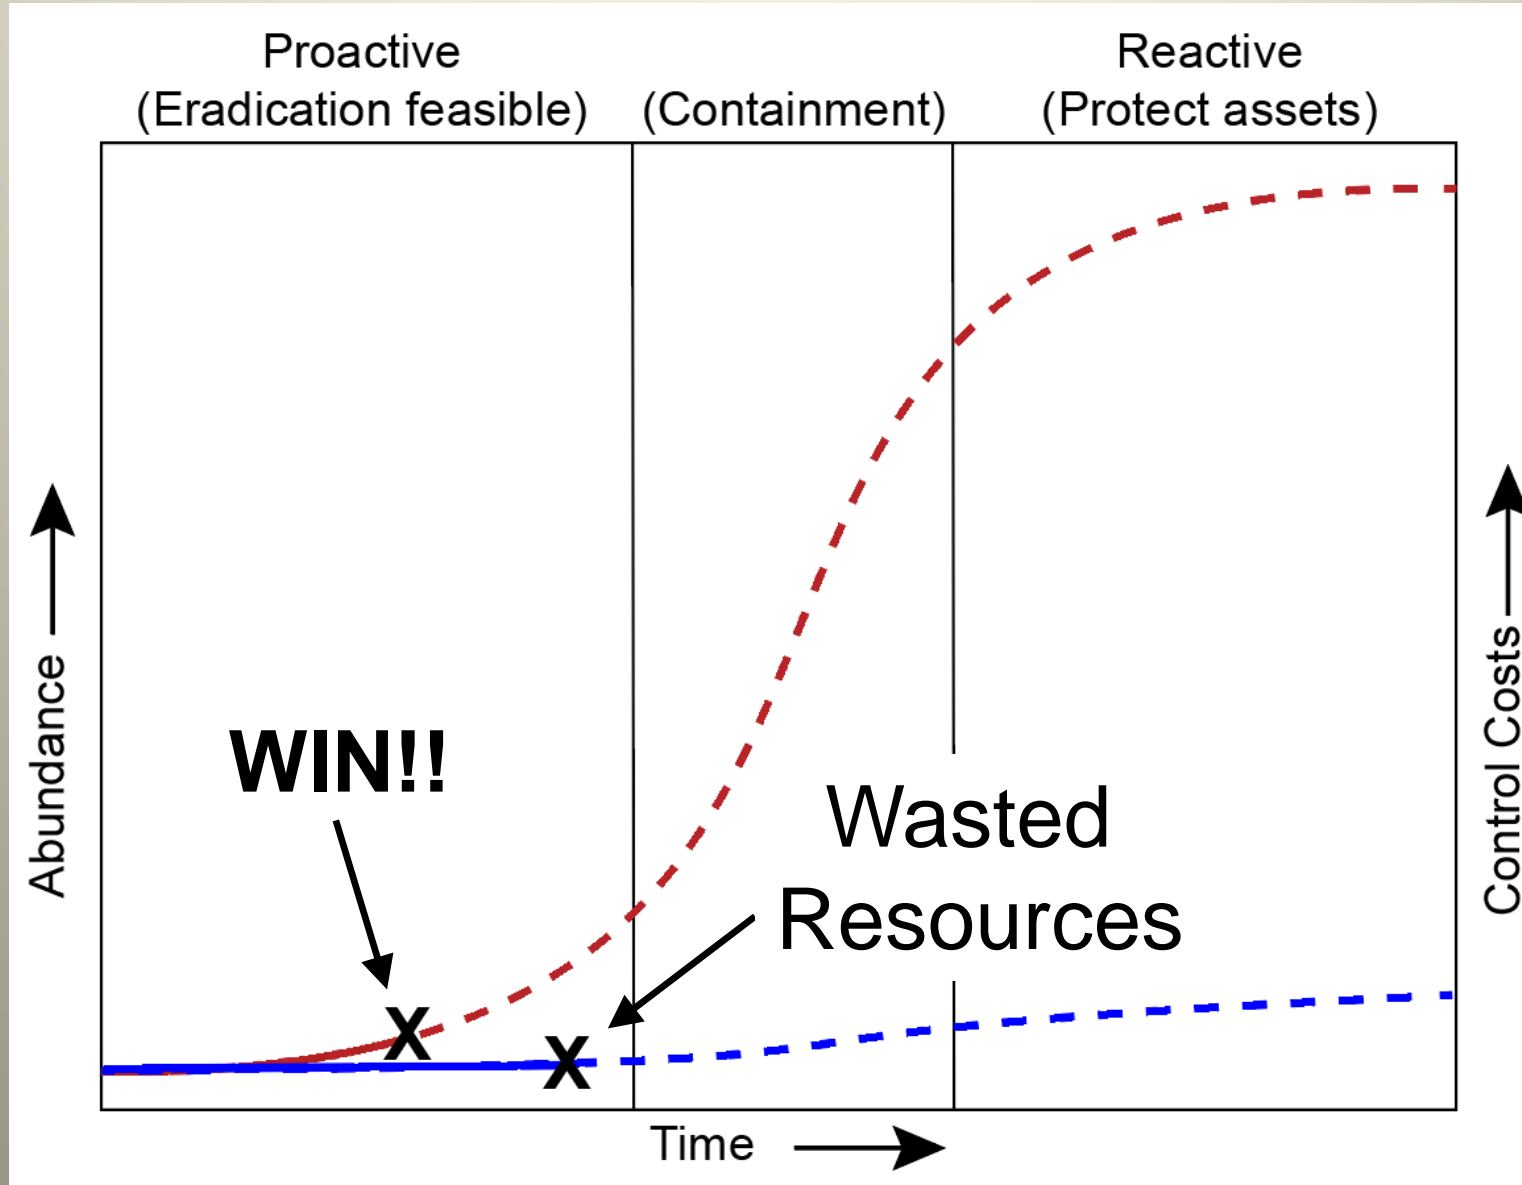 Proactive
(Eradication feasible)
(Containment)
Reactive
(Protect assets)
Abundance
Control Costs
WIN!!
Wasted
Resources
X
X
Time